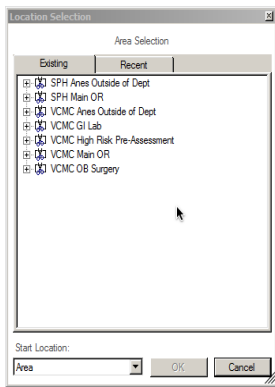 Location Selection
Area Selection
Existing
Recent
SPH Anes Outside of Dept
SPH Main OR
VCMC Anes Outside of Dept
VCMC GI Lab
VCMC High Risk Pre-Assessment
VCMC Main OR
VCMC OB Surgery
Start Location:
Area
OK
Cancel